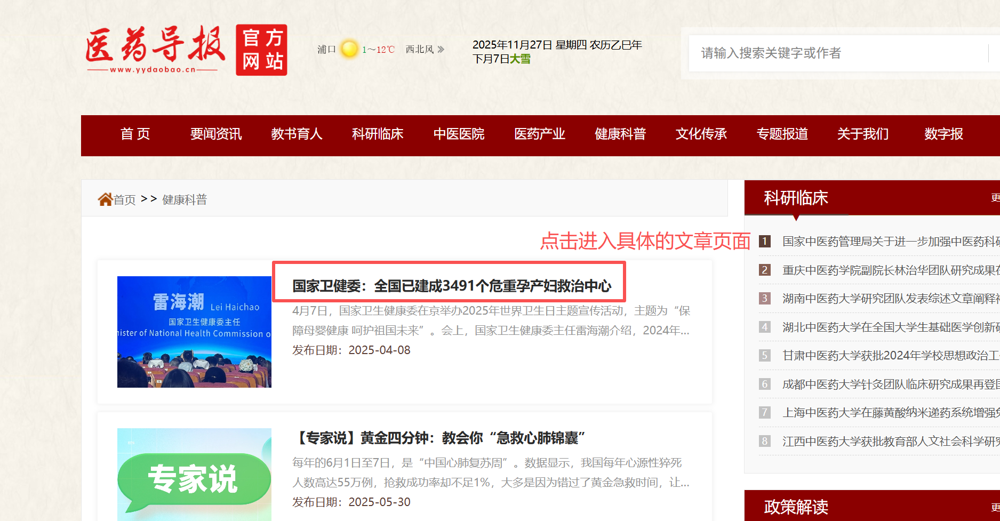 医药导报
官方
网站
www.yydaobao.cn
浦口 1～12℃ 西北风
2025年11月27日 星期四 农历乙巳年
下月7日大雪
请输入搜索关键字或作者
首 页 要闻资讯 教书育人 科研临床 中医医院 医药产业 健康科普 文化传承 专题报道 关于我们 数字报
首页 >> 健康科普
点击进入具体的文章页面
雷海潮 Lei Haichao
国家卫健委主任
nister of National Health Commission o
国家卫健委：全国已建成3491个危重孕产妇救治中心
4月7日，国家卫生健康委在京举办2025年世界卫生日主题宣传活动，主题为“保
障母婴健康 呵护祖国未来”。会上，国家卫生健康委主任雷海潮介绍，2024年...
发布日期：2025-04-08
专家说
【专家说】黄金四分钟：教会你“急救心肺锦囊”
每年的6月1日至7日，是“中国心肺复苏周”。数据显示，我国每年心源性猝死
人数高达55万例，抢救成功率却不足1%，大多是因为错过了黄金急救时间，让...
发布日期：2025-05-30
科研临床 更
1 国家中医药管理局关于进一步加强中医药科研
2 重庆中医药学院副院长林治华团队研究成果在
3 湖南中医药大学研究团队发表综述文章阐释
4 湖北中医药大学在全国大学生基础医学创新研
5 甘肃中医药大学获批2024年学校思想政治工
6 成都中医药大学针灸团队临床研究成果再登国
7 上海中医药大学在藤黄酸纳米递药系统增强免
8 江西中医药大学获批教育部人文社会科学研究
政策解读 更